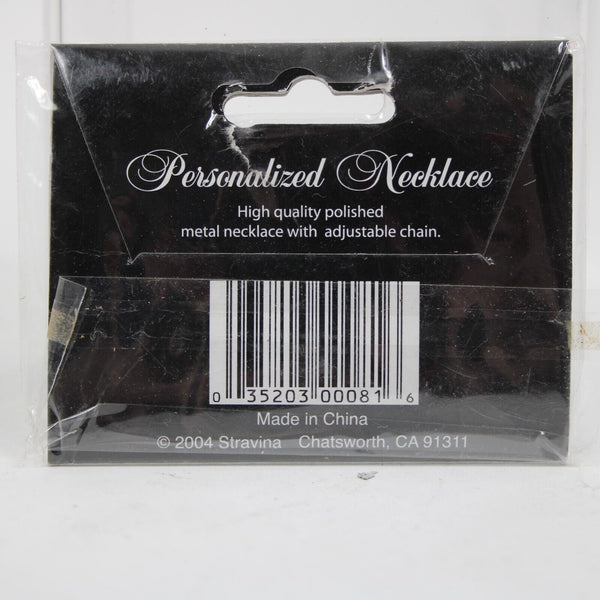 Personalized Necklace
High quality polished
metal necklace with adjustable chain.
0 35203 00081 6
Made in China
© 2004 Stravina Chatsworth, CA 91311